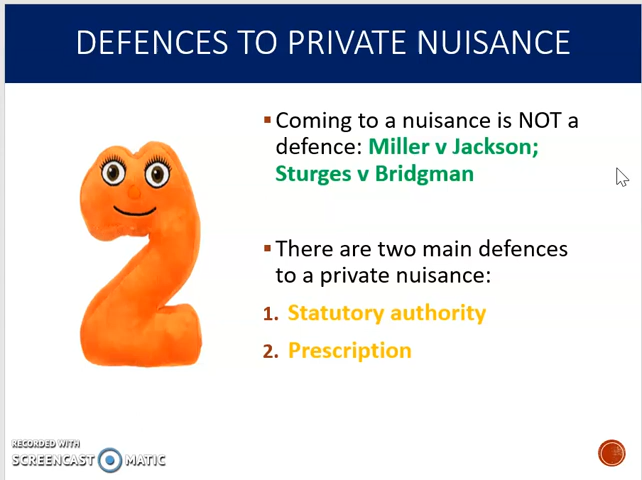 DEFENCES TO PRIVATE NUISANCE
▪ Coming to a nuisance is NOT a
defence: Miller v Jackson;
Sturges v Bridgman
▪ There are two main defences
to a private nuisance:
1. Statutory authority
2. Prescription
RECORDED WITH
SCREENCAST MATIC